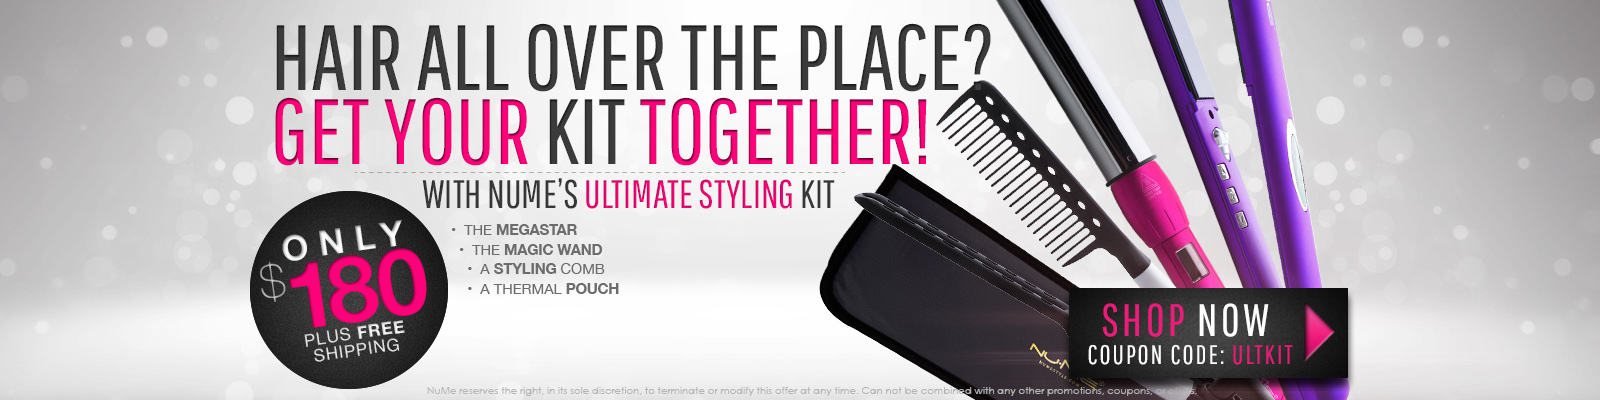 HAIR ALL OVER THE PLACE?
GET YOUR KIT TOGETHER!
WITH NUME'S ULTIMATE STYLING KIT
• THE MEGASTAR
• THE MAGIC WAND
• A STYLING COMB
• A THERMAL POUCH
ONLY
$180
PLUS FREE
SHIPPING
SHOP NOW
COUPON CODE: ULTKIT
NuMe reserves the right, in its sole discretion, to terminate or modify this offer at any time. Can not be combined with any other promotions, coupons, or